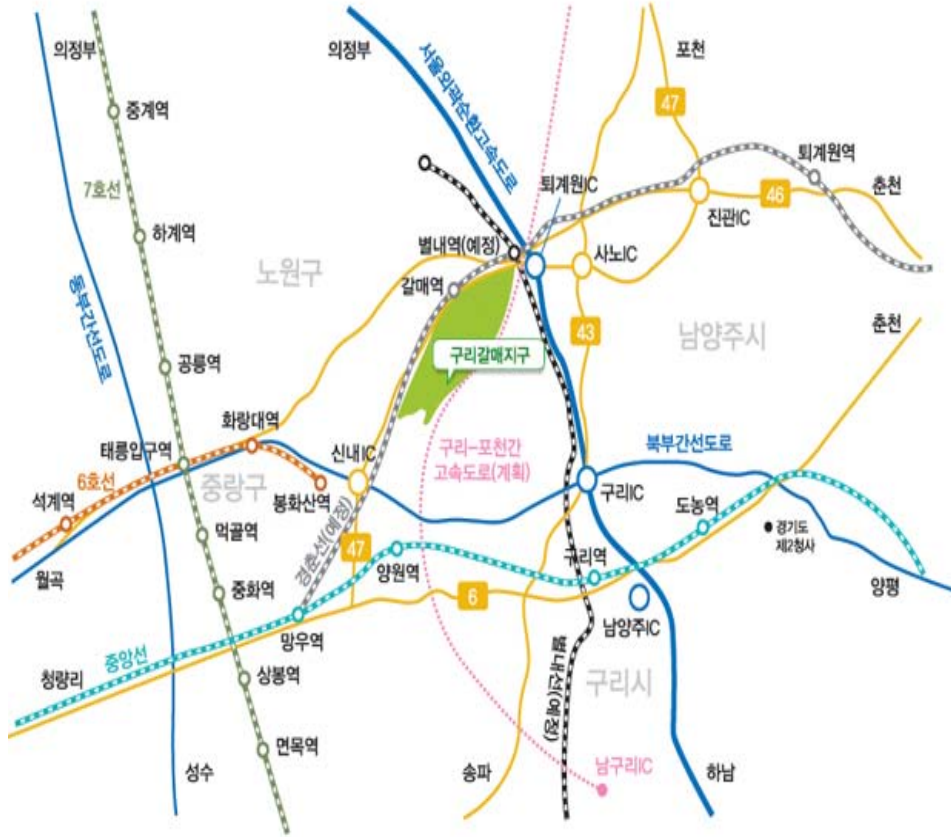 의정부
의정부
포천
서울외곽순환고속도로
47
중계역
7호선
퇴계원역
퇴계원IC
춘천
46
진관IC
하계역
별내역(예정)
사노IC
노원구
갈매역
동부간선도로
43
남양주시
춘천
구리갈매지구
공릉역
화랑대역
태릉입구역
신내IC
구리-포천간
고속도로(계획)
북부간선도로
6호선
석계역
중랑구
봉화산역
구리IC
도농역
먹골역
경춘선(예정)
47
양원역
구리역
경기도
제2청사
월곡
중화역
6
양평
망우역
남양주IC
중앙선
청량리
상봉역
별내선(예정)
구리시
면목역
성수
송파
남구리IC
하남